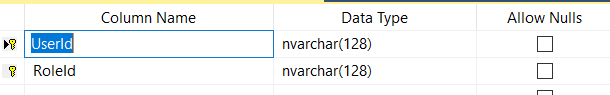 Column Name Data Type Allow Nulls
UserId nvarchar(128)
RoleId nvarchar(128)